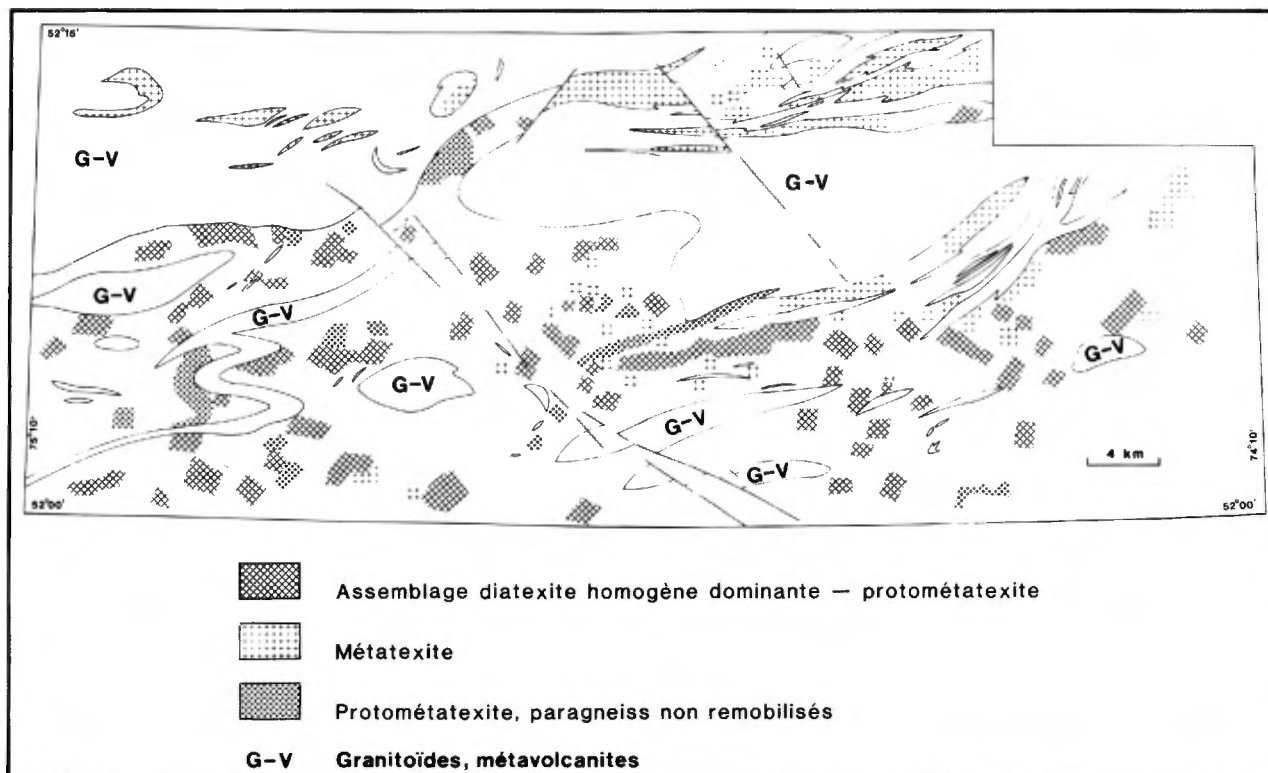 52°15'
G–V
G–V
G–V
G–V
G–V
G–V
G–V
G–V
75°10'
74°10'
4 km
52°00'
52°00'
Assemblage diatexite homogène dominante — protométatexite
Métatexite
Protométatexite, paragneiss non remobilisés
G–V Granitoïdes, métavolcanites